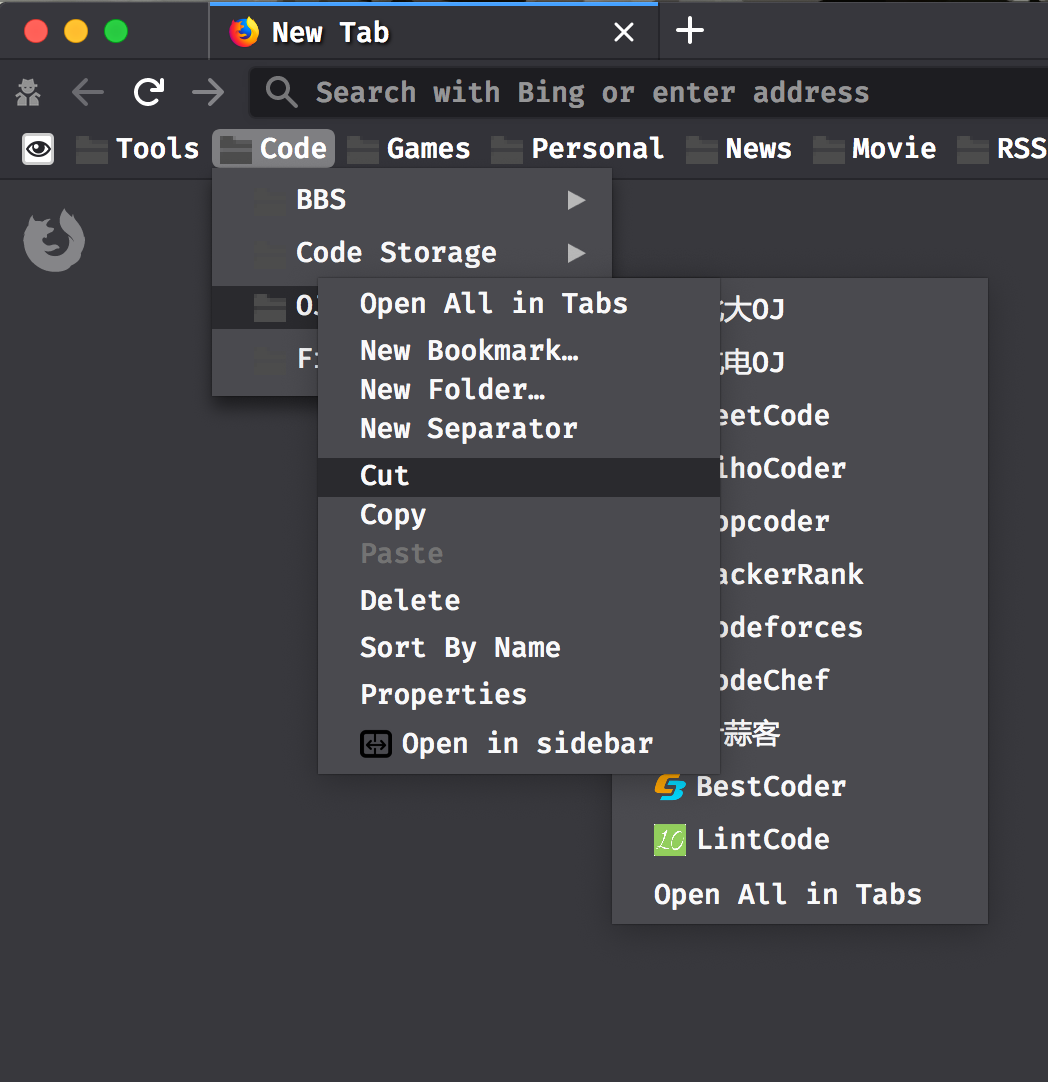 New Tab
Search with Bing or enter address
Tools Code Games Personal News Movie RSS
BBS
Code Storage
Open All in Tabs
New Bookmark…
New Folder…
New Separator
Cut
Copy
Paste
Delete
Sort By Name
Properties
Open in sidebar
大OJ
电OJ
eetCode
ihoCoder
opcoder
ackerRank
odeforces
odeChef
蒜客
BestCoder
LintCode
Open All in Tabs